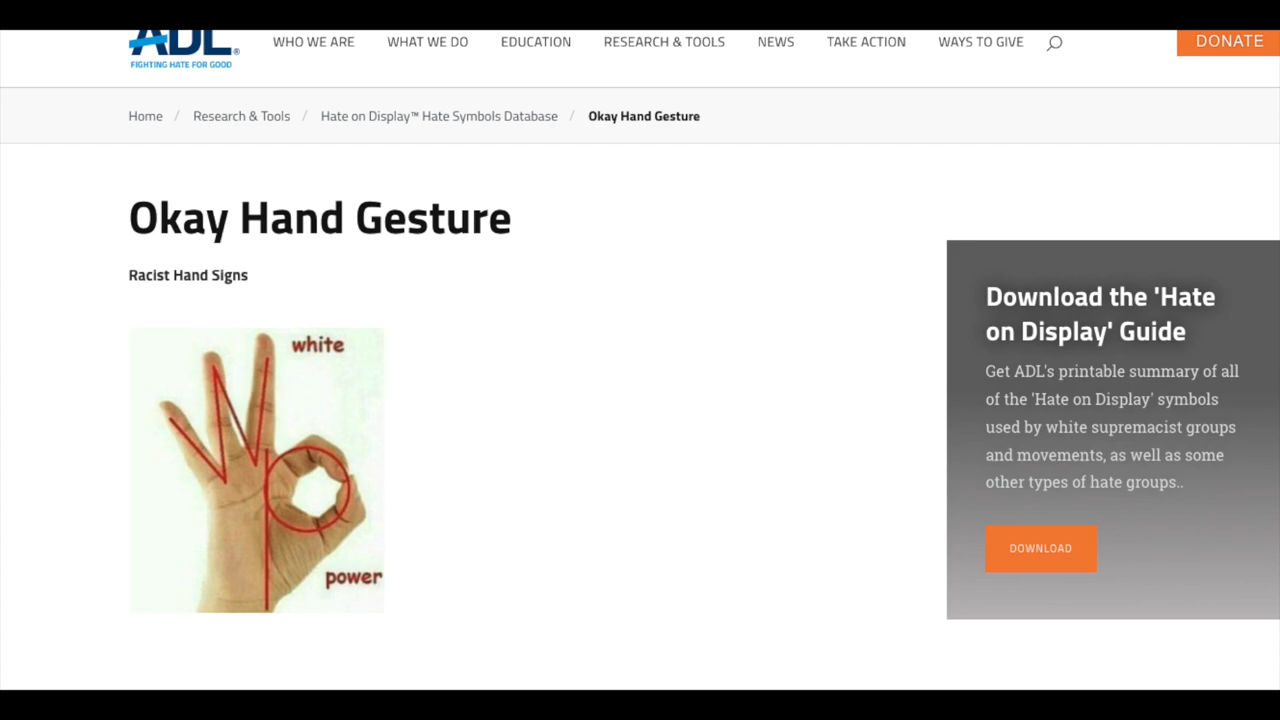 ADL®
FIGHTING HATE FOR GOOD
WHO WE ARE
WHAT WE DO
EDUCATION
RESEARCH & TOOLS
NEWS
TAKE ACTION
WAYS TO GIVE
DONATE
Home / Research & Tools / Hate on Display™ Hate Symbols Database / Okay Hand Gesture
Okay Hand Gesture
Racist Hand Signs
white
power
Download the 'Hate
on Display' Guide
Get ADL's printable summary of all
of the 'Hate on Display' symbols
used by white supremacist groups
and movements, as well as some
other types of hate groups..
DOWNLOAD